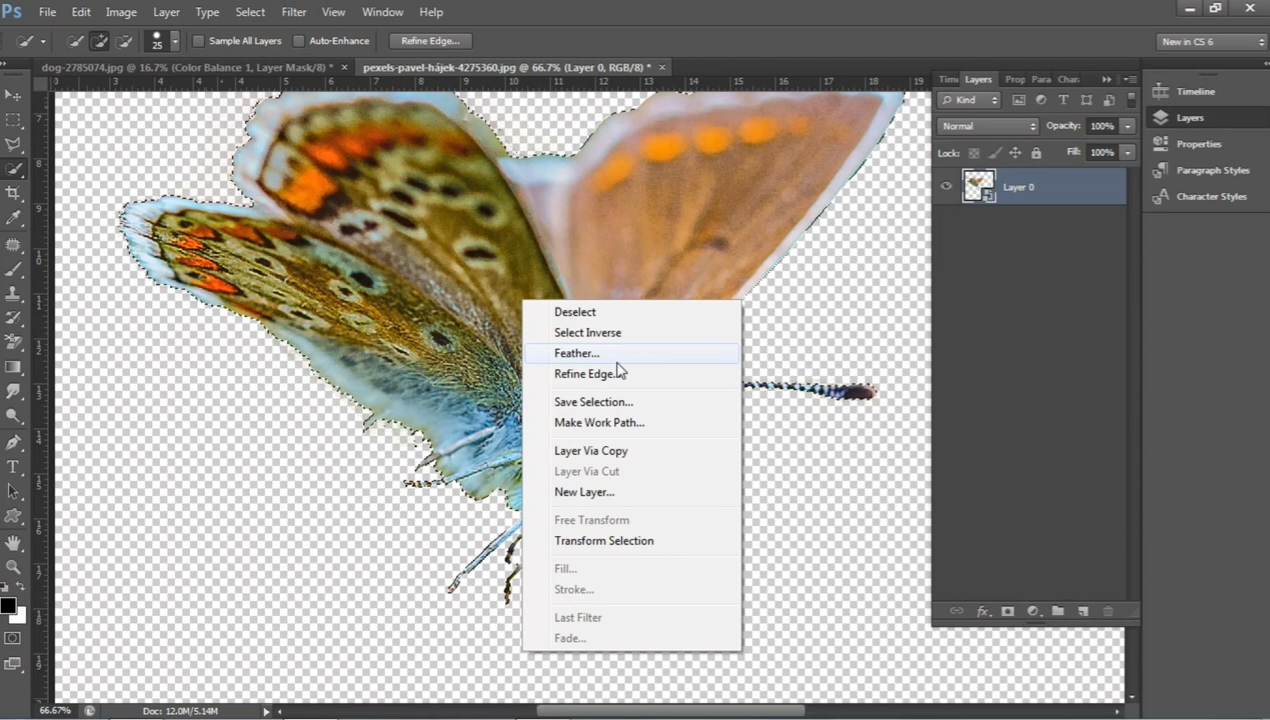 Ps File Edit Image Layer Type Select Filter View Window Help
25 Sample All Layers Auto-Enhance Refine Edge... New in CS 6
dog-2785074.jpg @ 16.7% (Color Balance 1, Layer Mask/8) * × pexels-pavel-hájek-4275360.jpg @ 66.7% (Layer 0, RGB/8) * ×
Layers Prop Para Char
Kind
Normal Opacity: 100%
Lock: Fill: 100%
Layer 0
Timeline
Layers
Properties
Paragraph Styles
Character Styles
Deselect
Select Inverse
Feather...
Refine Edge...
Save Selection...
Make Work Path...
Layer Via Copy
Layer Via Cut
New Layer...
Free Transform
Transform Selection
Fill...
Stroke...
Last Filter
Fade...
66.67% Doc: 12.0M/5.14M